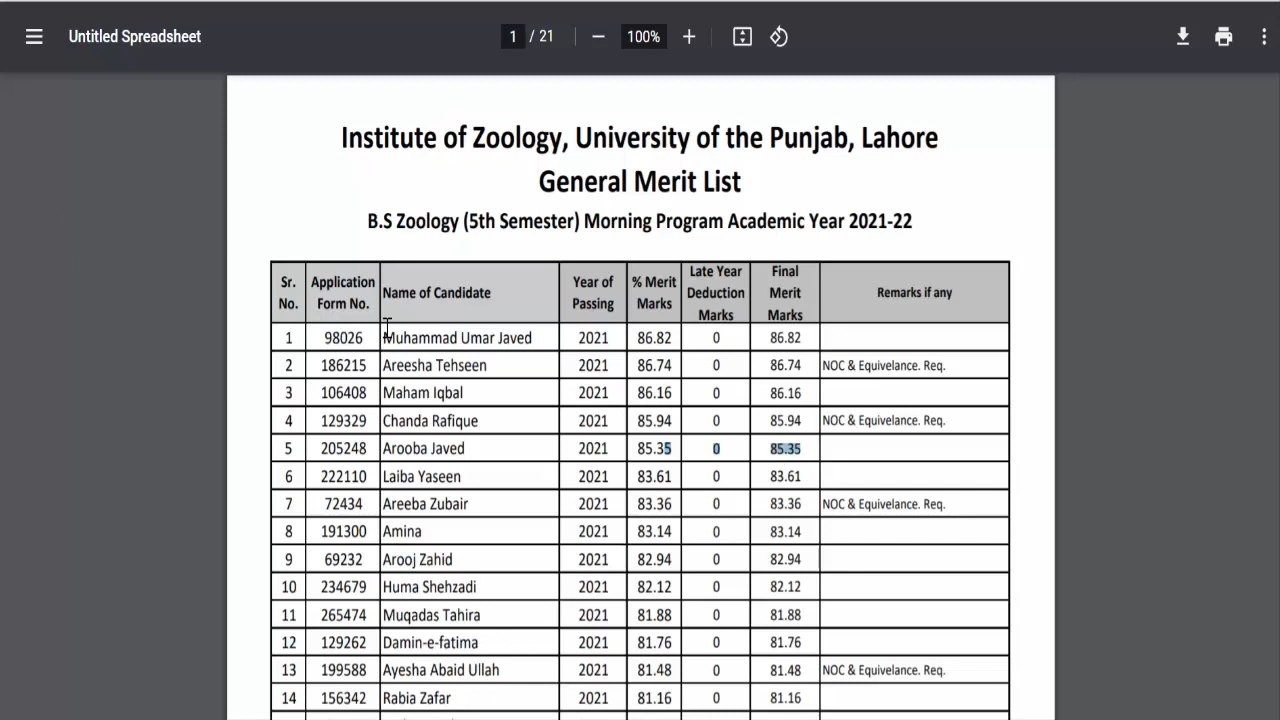 Untitled Spreadsheet 1 / 21 100%
Institute of Zoology, University of the Punjab, Lahore
General Merit List
B.S Zoology (5th Semester) Morning Program Academic Year 2021-22
Sr. No. Application Form No. Name of Candidate Year of Passing % Merit Marks Late Year Deduction Marks Final Merit Marks Remarks if any
1 98026 Muhammad Umar Javed 2021 86.82 0 86.82
2 186215 Areesha Tehseen 2021 86.74 0 86.74 NOC & Equivelance. Req.
3 106408 Maham Iqbal 2021 86.16 0 86.16
4 129329 Chanda Rafique 2021 85.94 0 85.94 NOC & Equivelance. Req.
5 205248 Arooba Javed 2021 85.35 0 85.35
6 222110 Laiba Yaseen 2021 83.61 0 83.61
7 72434 Areeba Zubair 2021 83.36 0 83.36 NOC & Equivelance. Req.
8 191300 Amina 2021 83.14 0 83.14
9 69232 Arooj Zahid 2021 82.94 0 82.94
10 234679 Huma Shehzadi 2021 82.12 0 82.12
11 265474 Muqadas Tahira 2021 81.88 0 81.88
12 129262 Damin-e-fatima 2021 81.76 0 81.76
13 199588 Ayesha Abaid Ullah 2021 81.48 0 81.48 NOC & Equivelance. Req.
14 156342 Rabia Zafar 2021 81.16 0 81.16